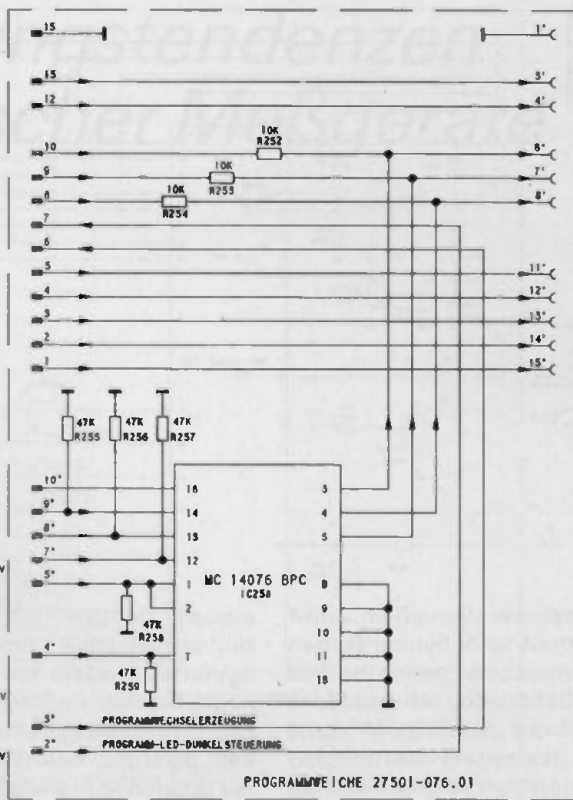 15 1°
15 3°
12 4°
10K
R252
10 6°
10K
9 R253 7°
10K
8 R254 8°
7
6
5 11°
4 12°
3 13°
2 14°
1 15°
47K 47K 47K
R255 R256 R257
10° 16 3
9° 14 4
8° 13 5
7° 12
MC 14076 BPC
5° 1 IC258 8
47K
R258
2 9
10
4° 7
47K
R259
15
3° PROGRAMMWECHSELERZEUGUNG
2° PROGRAMM-LED-DUNKELSTEUERUNG
PROGRAMMWEICHE 27501-076.01